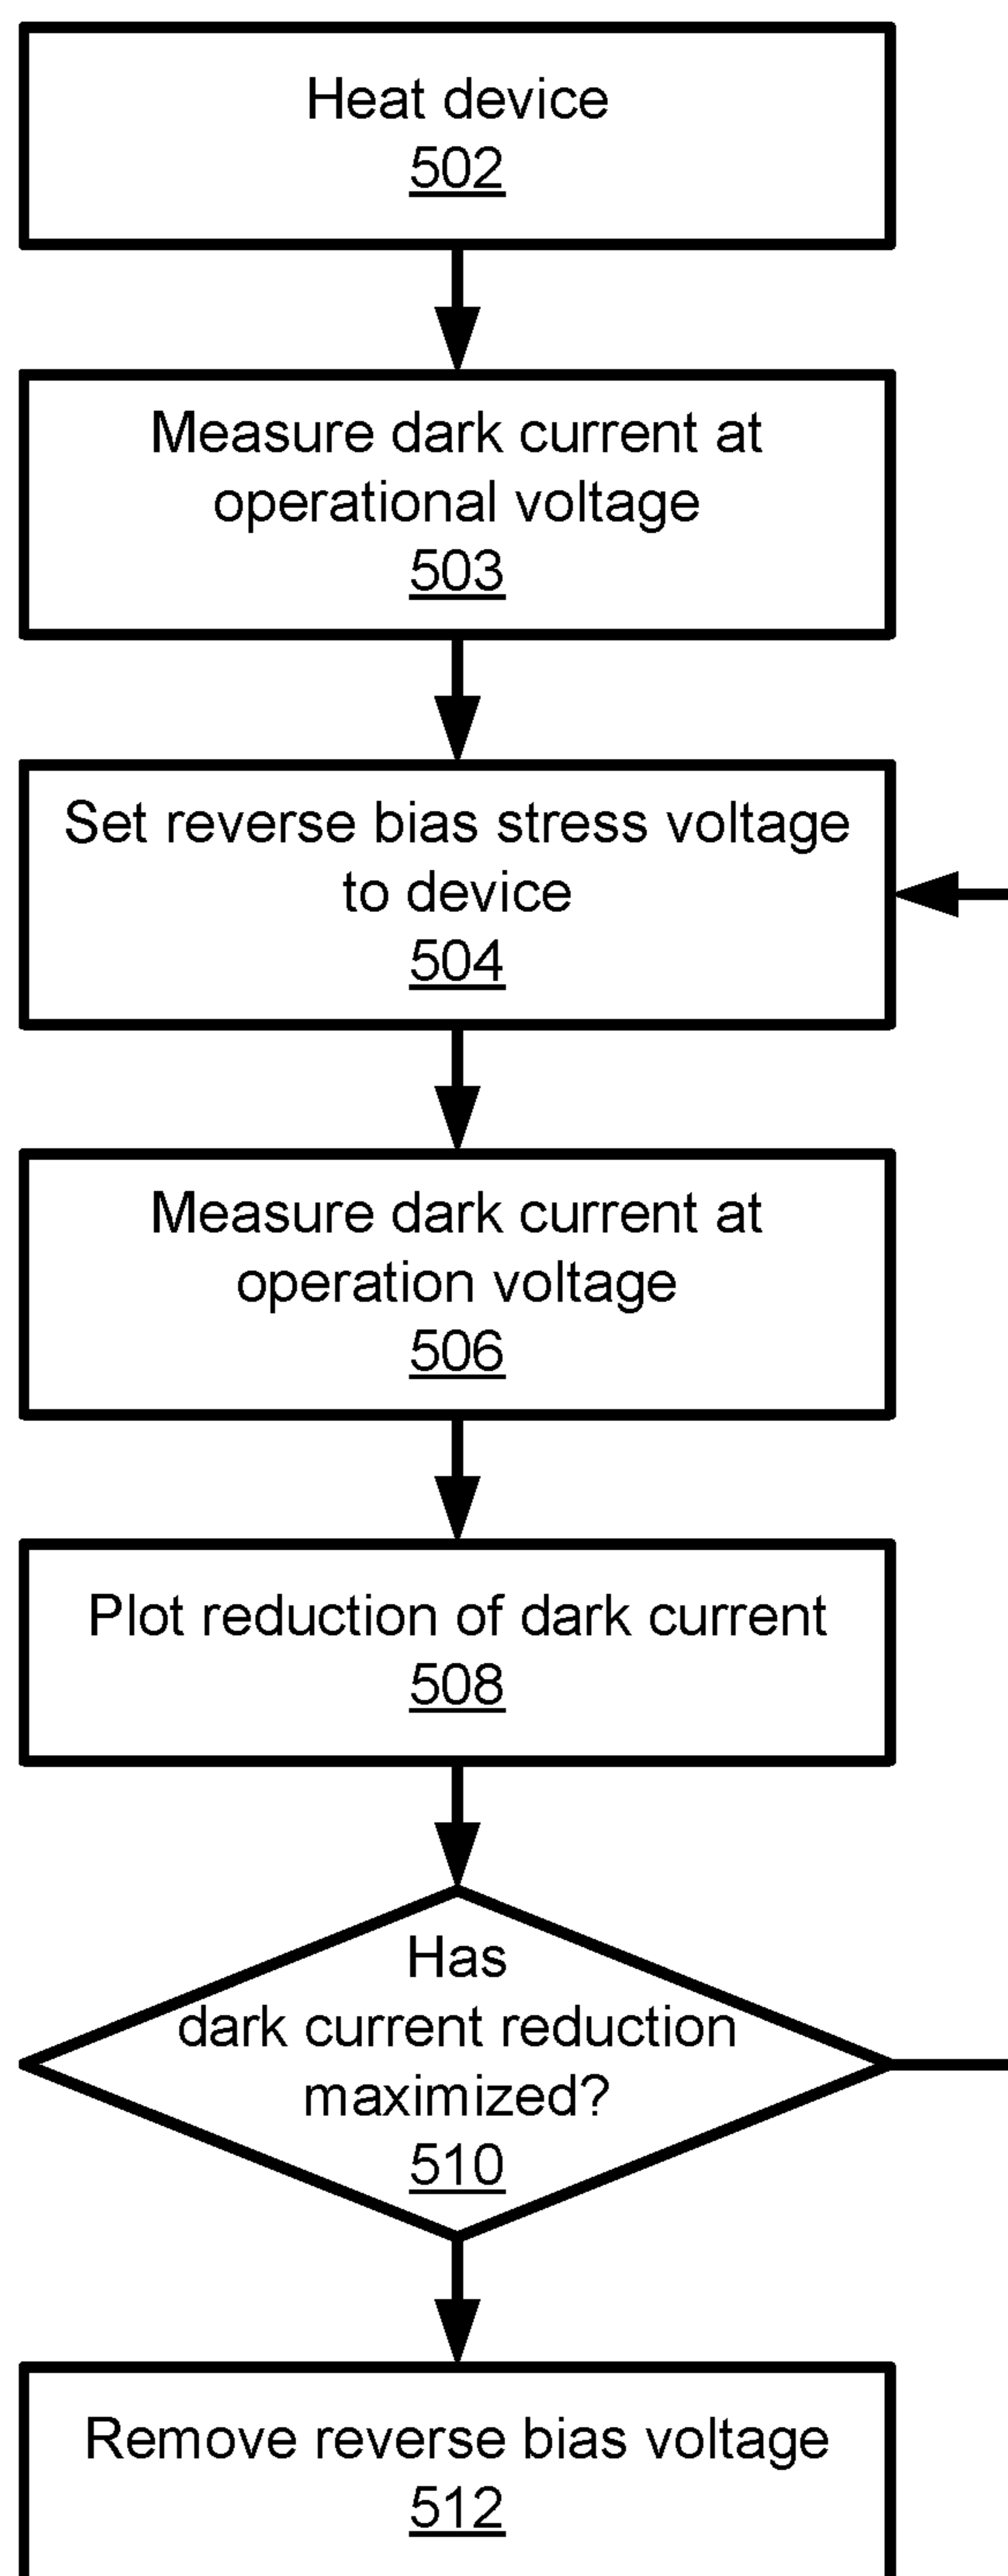 Heat device
502
Measure dark current at
operational voltage
503
Set reverse bias stress voltage
to device
504
Measure dark current at
operation voltage
506
Plot reduction of dark current
508
Has
dark current reduction
maximized?
510
Remove reverse bias voltage
512